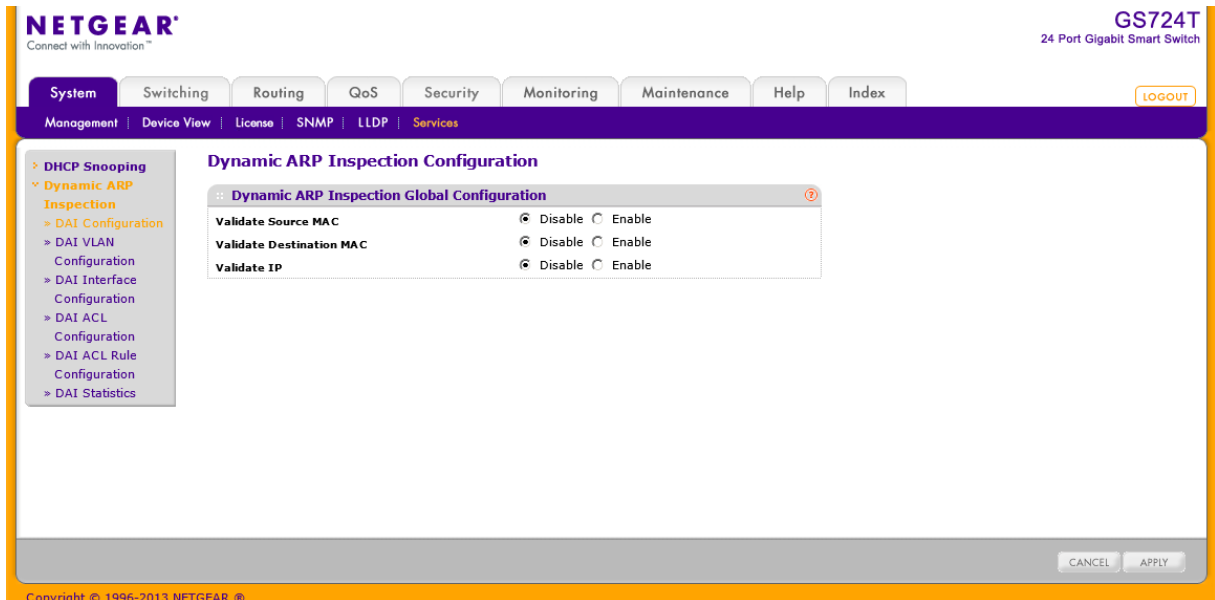 NETGEAR®
Connect with Innovation™
GS724T
24 Port Gigabit Smart Switch
System Switching Routing QoS Security Monitoring Maintenance Help Index
LOGOUT
Management | Device View | License | SNMP | LLDP | Services
DHCP Snooping
Dynamic ARP
Inspection
» DAI Configuration
» DAI VLAN
Configuration
» DAI Interface
Configuration
» DAI ACL
Configuration
» DAI ACL Rule
Configuration
» DAI Statistics
Dynamic ARP Inspection Configuration
Dynamic ARP Inspection Global Configuration ?
Validate Source MAC Disable Enable
Validate Destination MAC Disable Enable
Validate IP Disable Enable
CANCEL APPLY
Copyright © 1996-2013 NETGEAR ®